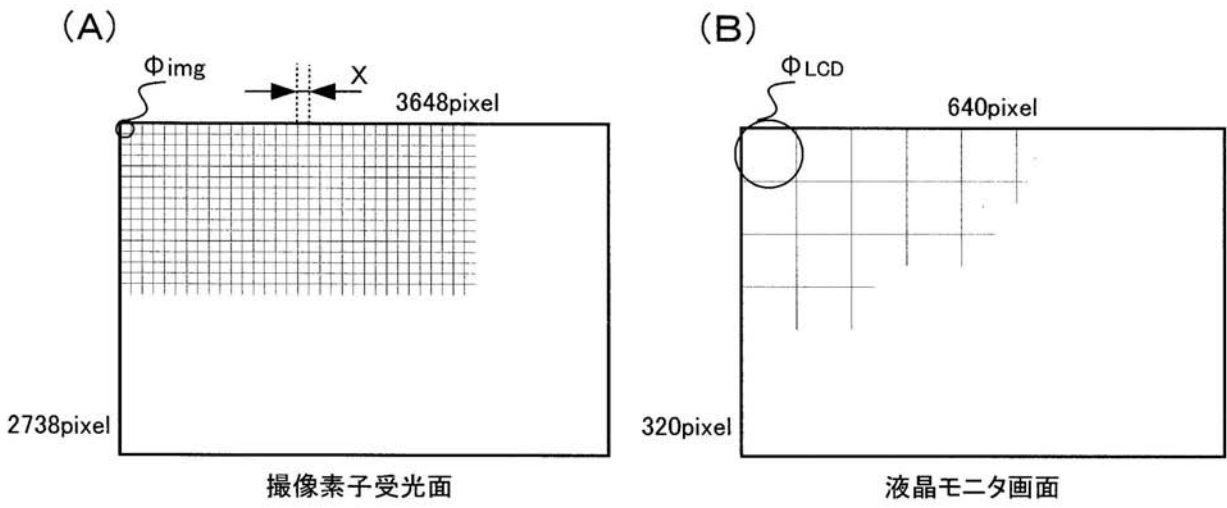 (A)
Φimg
X
3648pixel
2738pixel
撮像素子受光面
(B)
ΦLCD
640pixel
320pixel
液晶モニタ画面